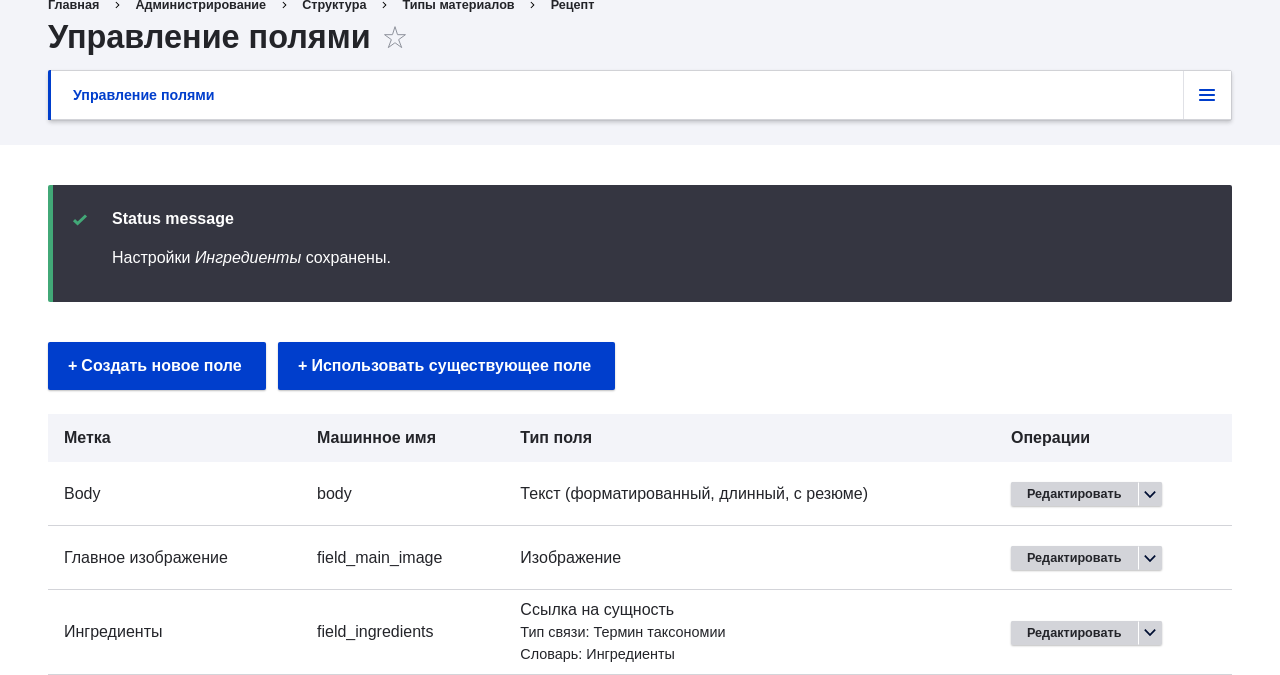 Главная › Администрирование › Структура › Типы материалов › Рецепт
Управление полями
Управление полями
Status message
Настройки Ингредиенты сохранены.
+ Создать новое поле + Использовать существующее поле
Метка Машинное имя Тип поля Операции
Body body Текст (форматированный, длинный, с резюме) Редактировать
Главное изображение field_main_image Изображение Редактировать
Ингредиенты field_ingredients Ссылка на сущность Редактировать
Тип связи: Термин таксономии
Словарь: Ингредиенты